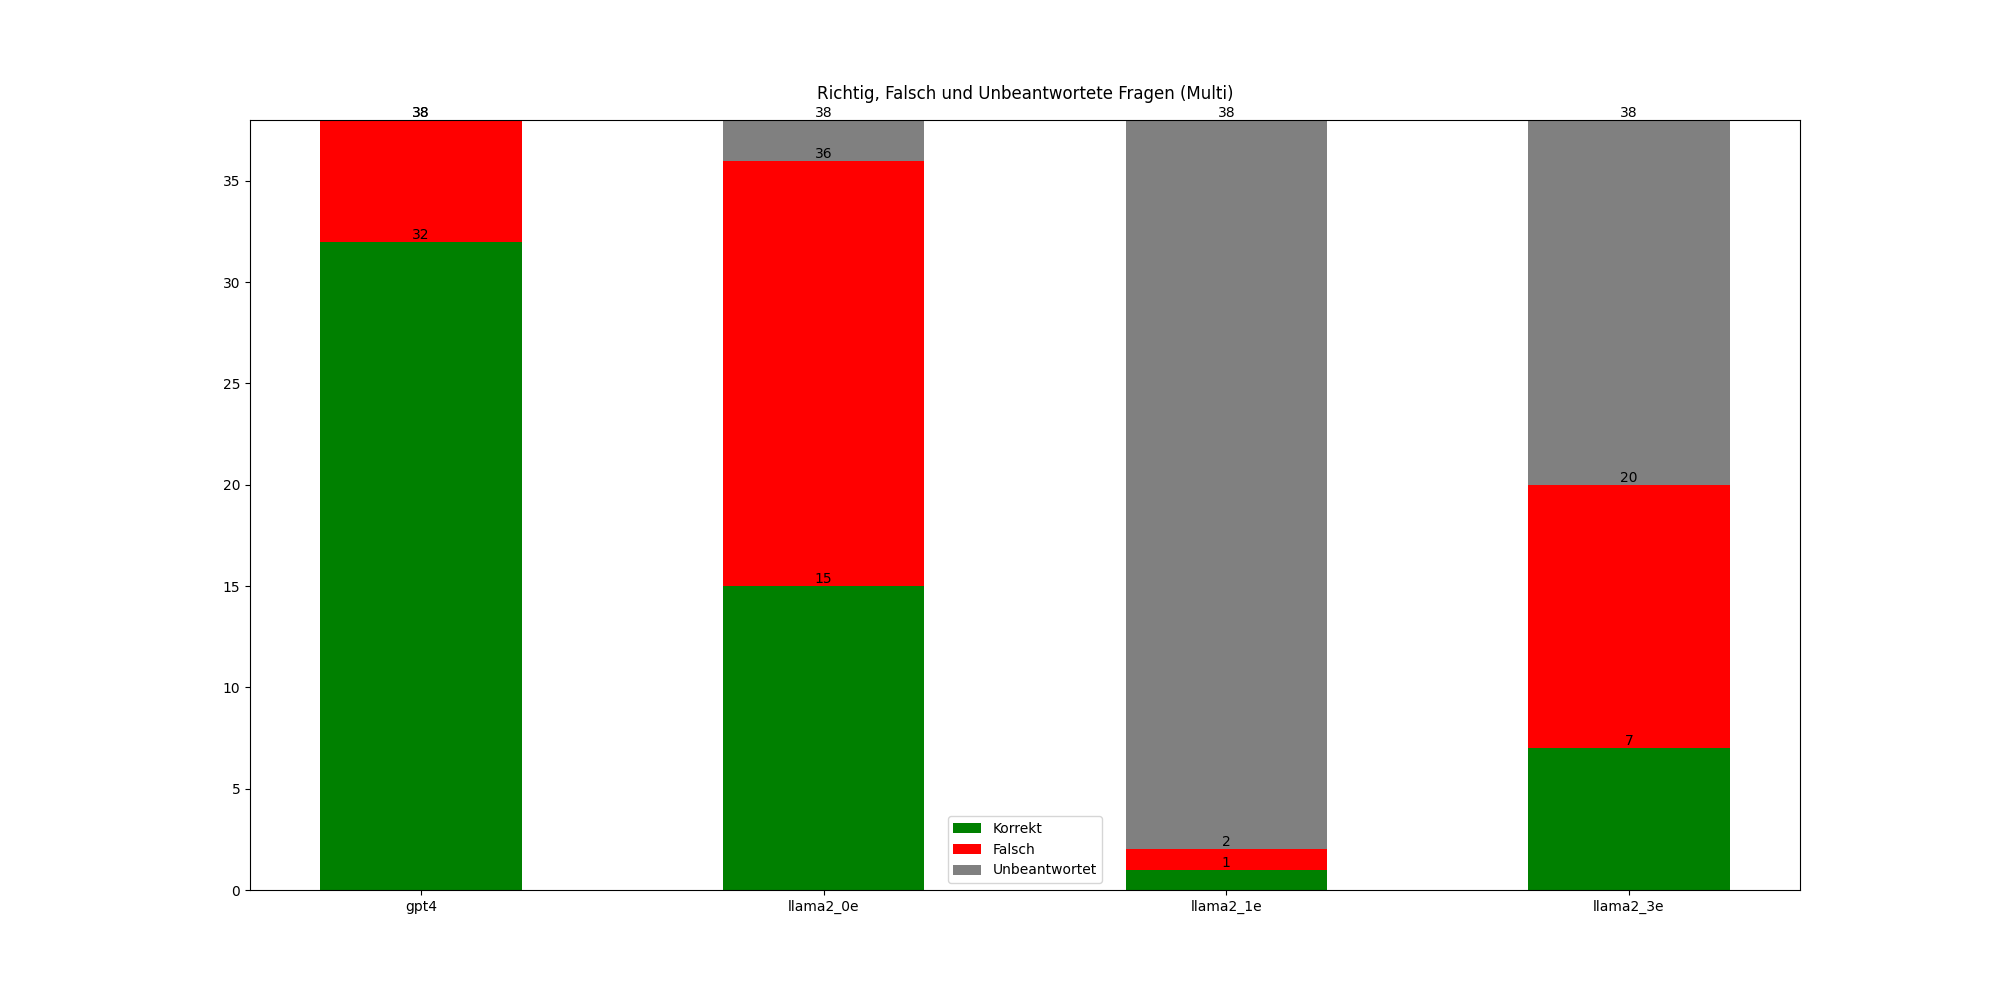 Richtig, Falsch und Unbeantwortete Fragen (Multi)
38 38 38 38
36
35
32
30
25
20
20
15
15
10
7
5
2
1
0
Korrekt
Falsch
Unbeantwortet
gpt4 llama2_0e llama2_1e llama2_3e